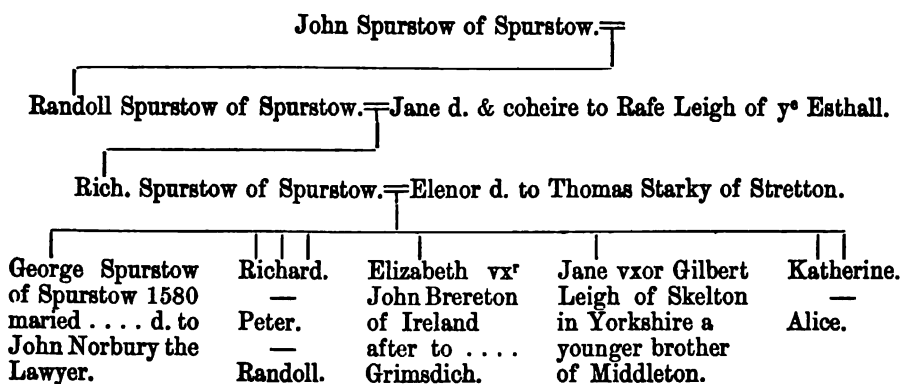 John Spurstow of Spurstow.
Randoll Spurstow of Spurstow.=Jane d. & coheire to Rafe Leigh of yᵉ Esthall.
Rich. Spurstow of Spurstow.=Elenor d. to Thomas Starky of Stretton.
George Spurstow
of Spurstow 1580
maried . . . . d. to
John Norbury the
Lawyer.
Richard.
—
Peter.
—
Randoll.
Elizabeth vxʳ
John Brereton
of Ireland
after to . . . .
Grimsdich.
Jane vxor Gilbert
Leigh of Skelton
in Yorkshire a
younger brother
of Middleton.
Katherine.
—
Alice.